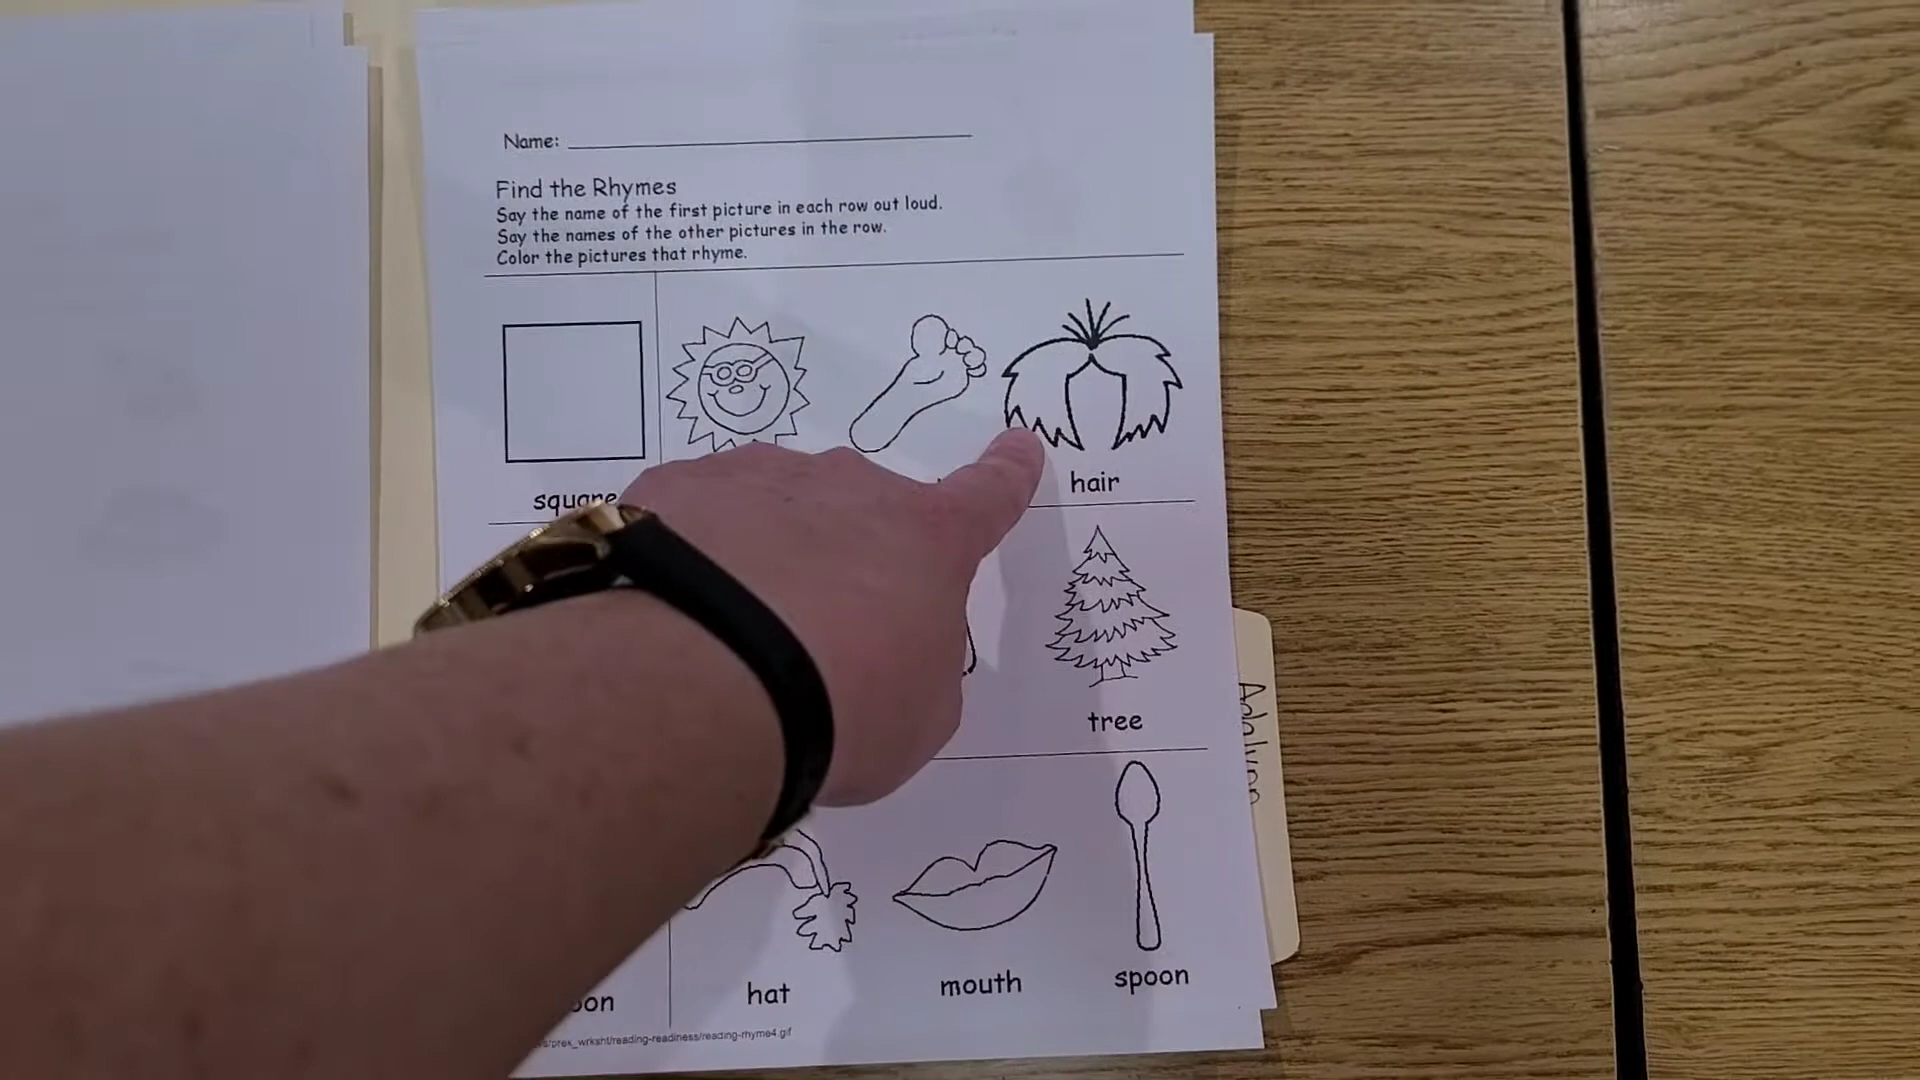 Name:
Find the Rhymes
Say the name of the first picture in each row out loud.
Say the names of the other pictures in the row.
Color the pictures that rhyme.
square
hair
tree
hat
mouth
spoon